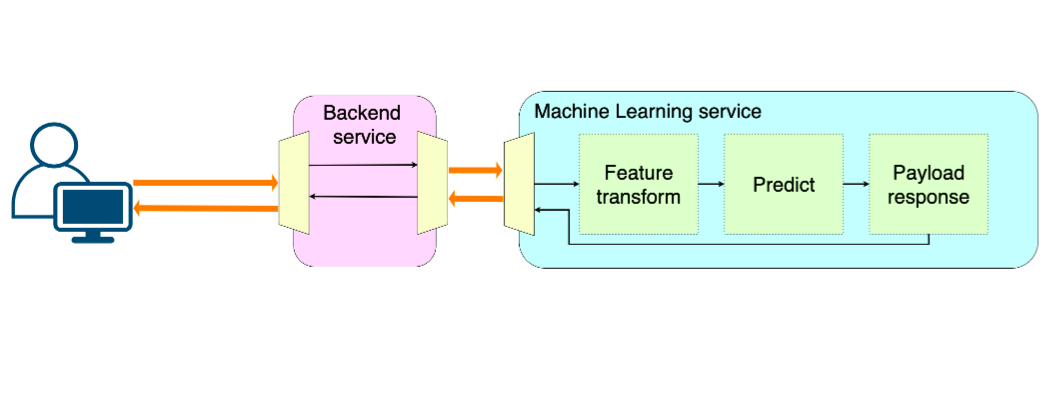 Backend
service
Machine Learning service
Feature
transform
Predict
Payload
response